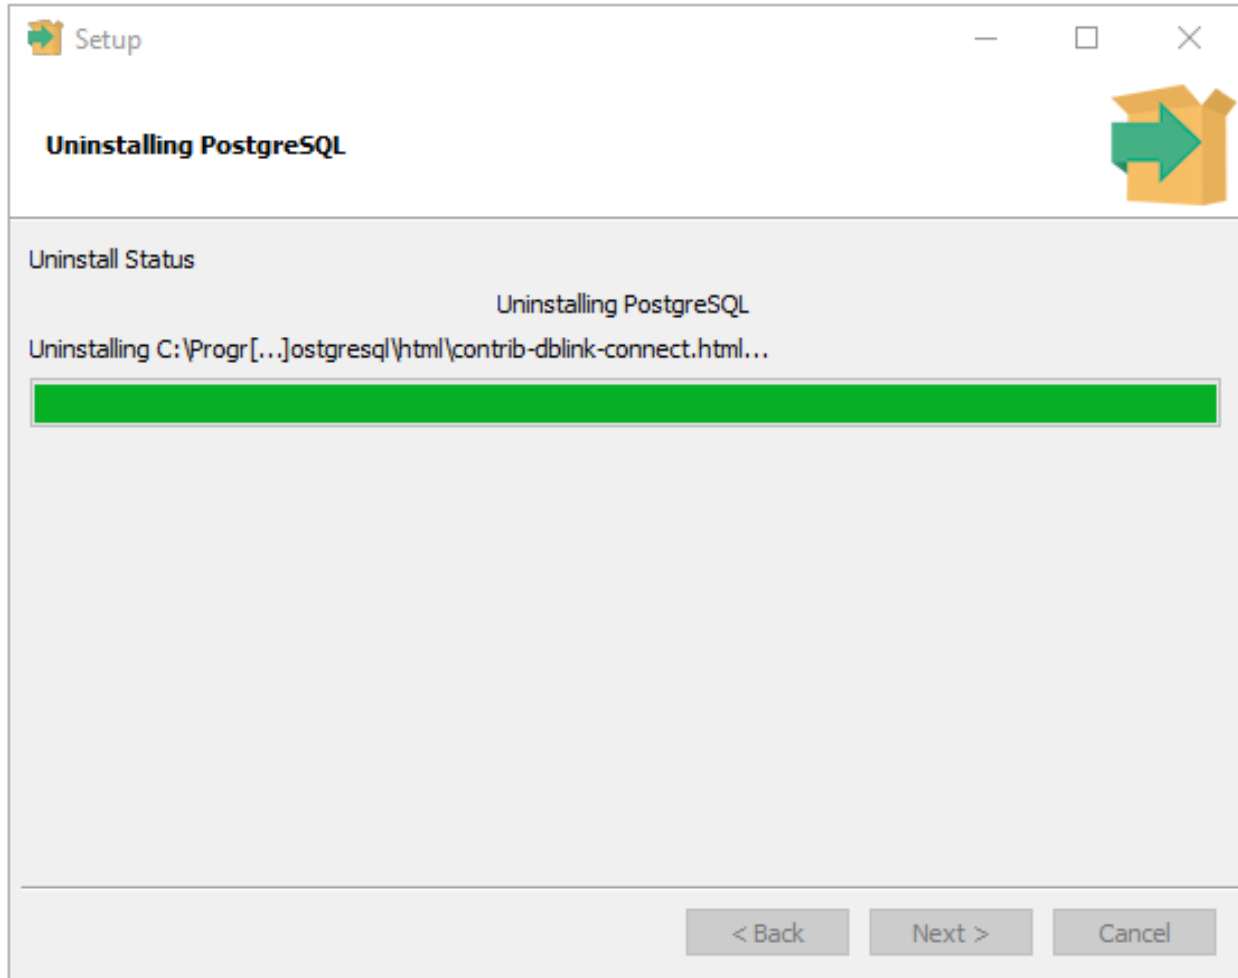 Setup
Uninstalling PostgreSQL
Uninstall Status
Uninstalling PostgreSQL
Uninstalling C:\Progr[...]ostgresql\html\contrib-dblink-connect.html...
< Back Next > Cancel